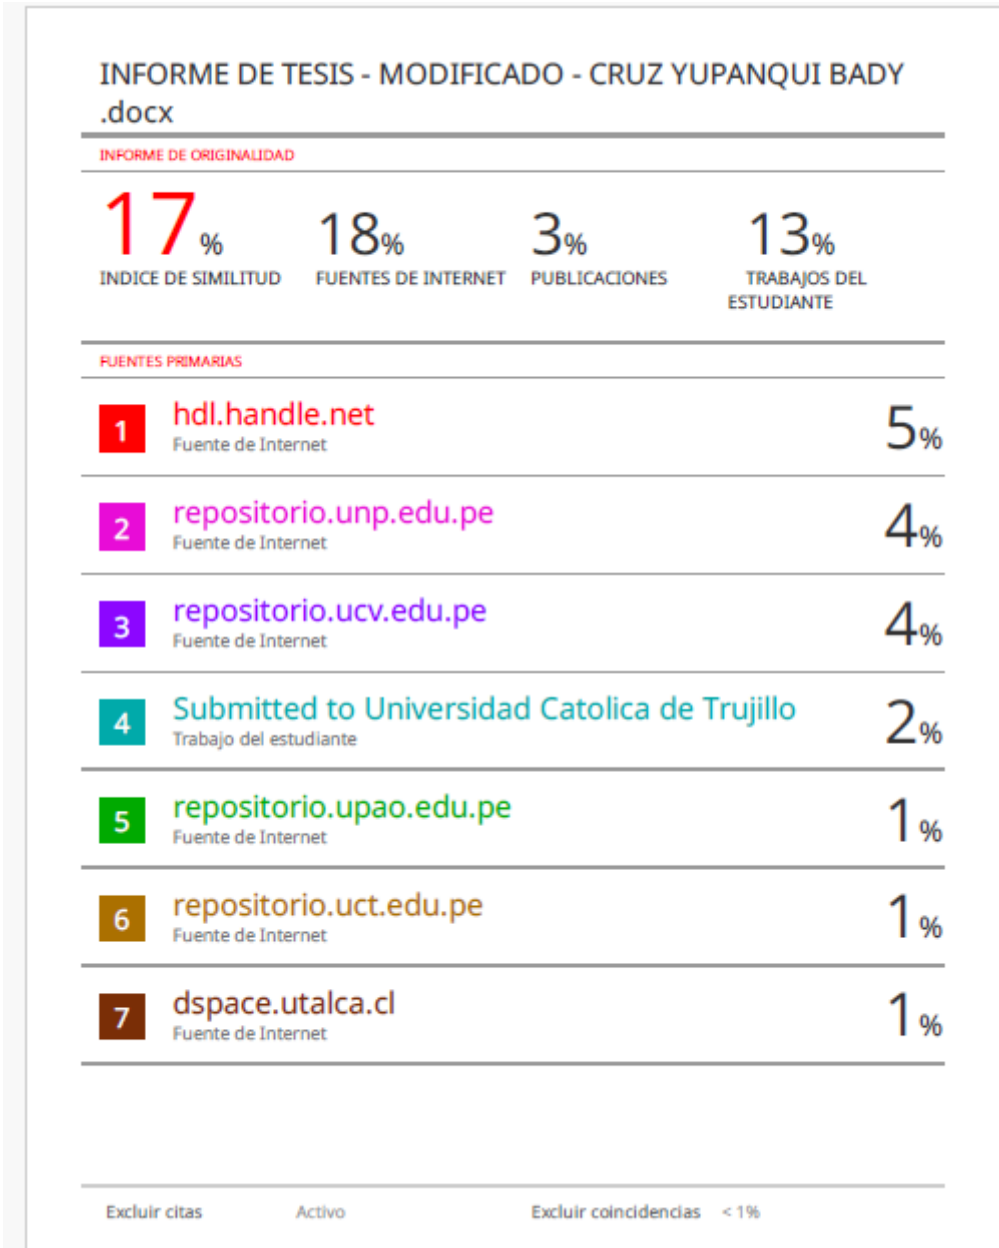 INFORME DE TESIS - MODIFICADO - CRUZ YUPANQUI BADY
.docx
INFORME DE ORIGINALIDAD
17% 18% 3% 13%
INDICE DE SIMILITUD FUENTES DE INTERNET PUBLICACIONES TRABAJOS DEL
ESTUDIANTE
FUENTES PRIMARIAS
1 hdl.handle.net 5%
Fuente de Internet
2 repositorio.unp.edu.pe 4%
Fuente de Internet
3 repositorio.ucv.edu.pe 4%
Fuente de Internet
4 Submitted to Universidad Catolica de Trujillo 2%
Trabajo del estudiante
5 repositorio.upao.edu.pe 1%
Fuente de Internet
6 repositorio.uct.edu.pe 1%
Fuente de Internet
7 dspace.utalca.cl 1%
Fuente de Internet
Excluir citas Activo Excluir coincidencias < 1%